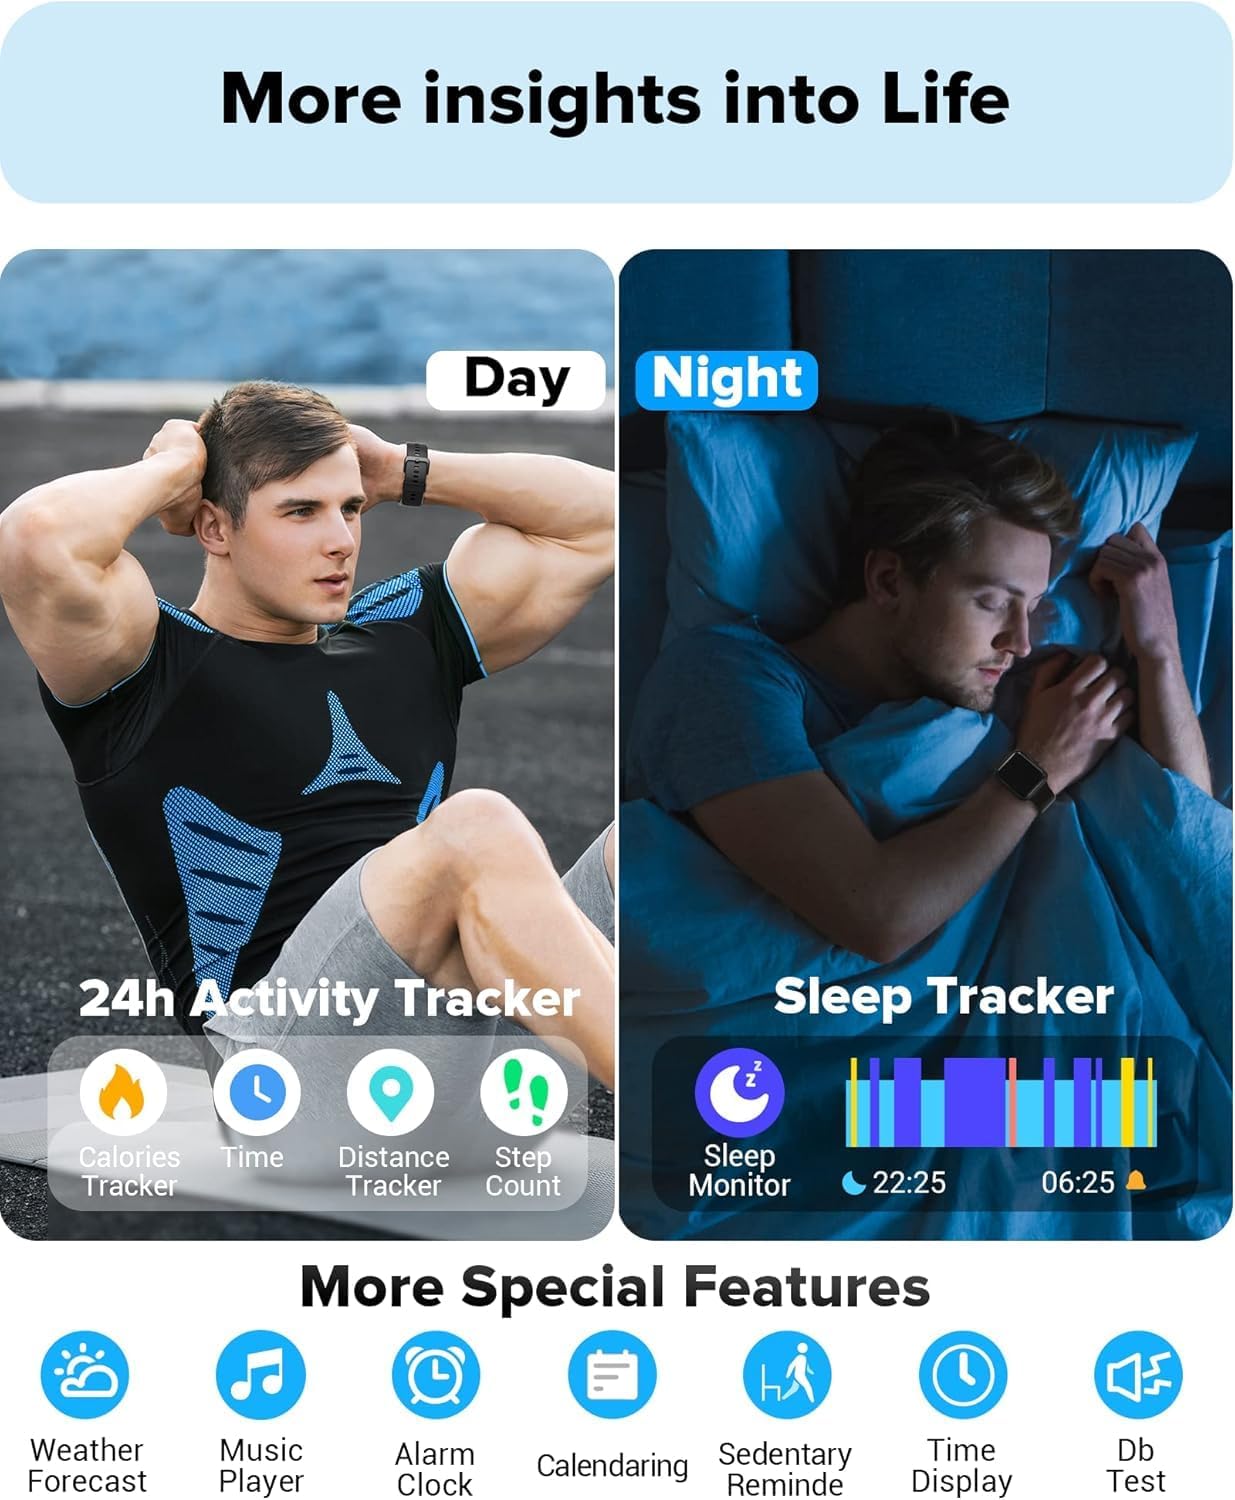 More insights into Life
Day
Night
24h Activity Tracker
Calories
Tracker
Time
Distance
Tracker
Step
Count
Sleep Tracker
z z
Sleep
Monitor
22:25
06:25
More Special Features
Weather
Forecast
Music
Player
Alarm
Clock
Calendaring
Sedentary
Reminde
Time
Display
Db
Test